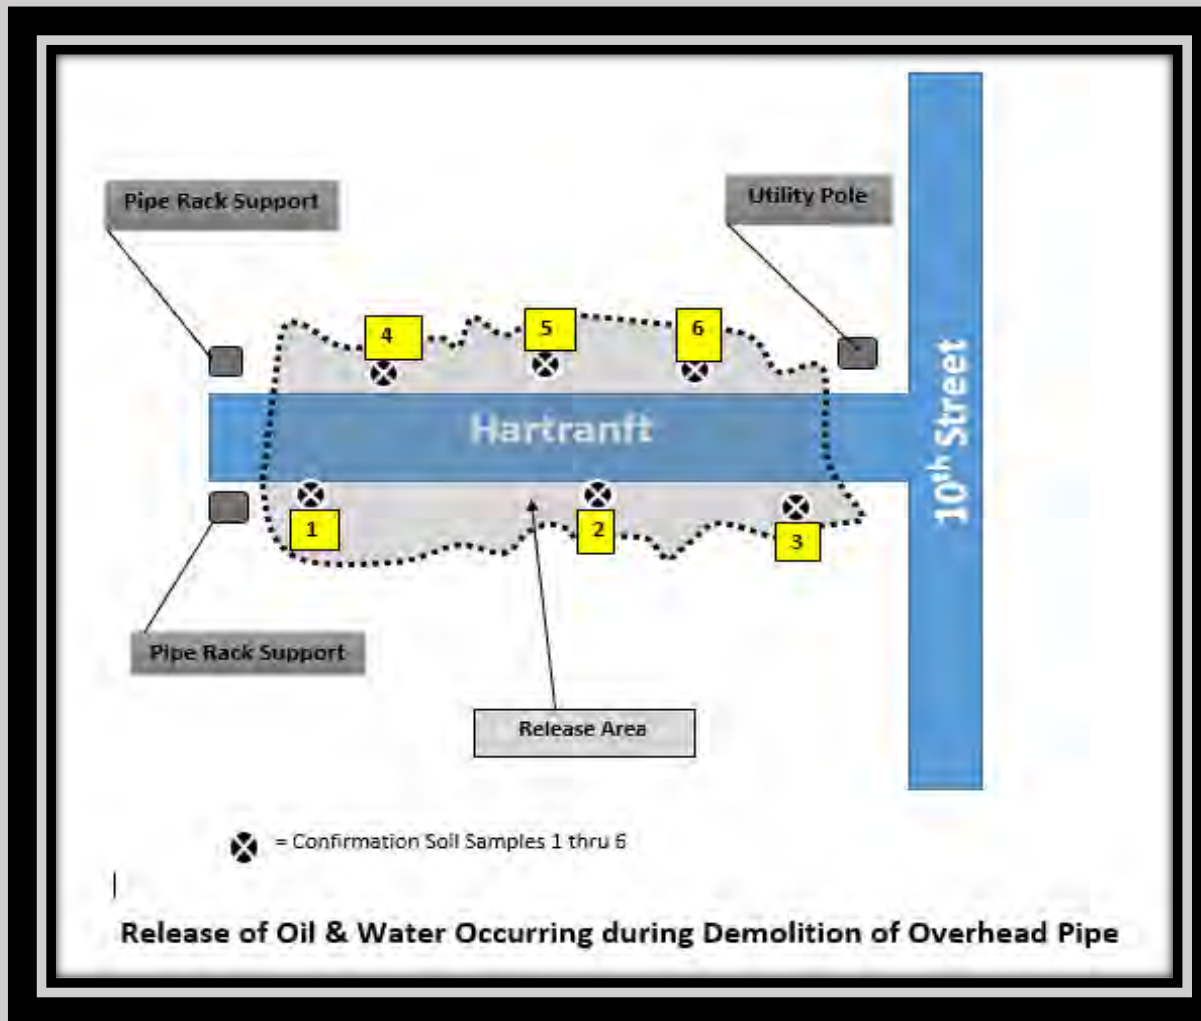 Pipe Rack Support
Utility Pole
4
5
6
Hartranft
10th Street
1
2
3
Pipe Rack Support
Release Area
= Confirmation Soil Samples 1 thru 6
Release of Oil & Water Occurring during Demolition of Overhead Pipe